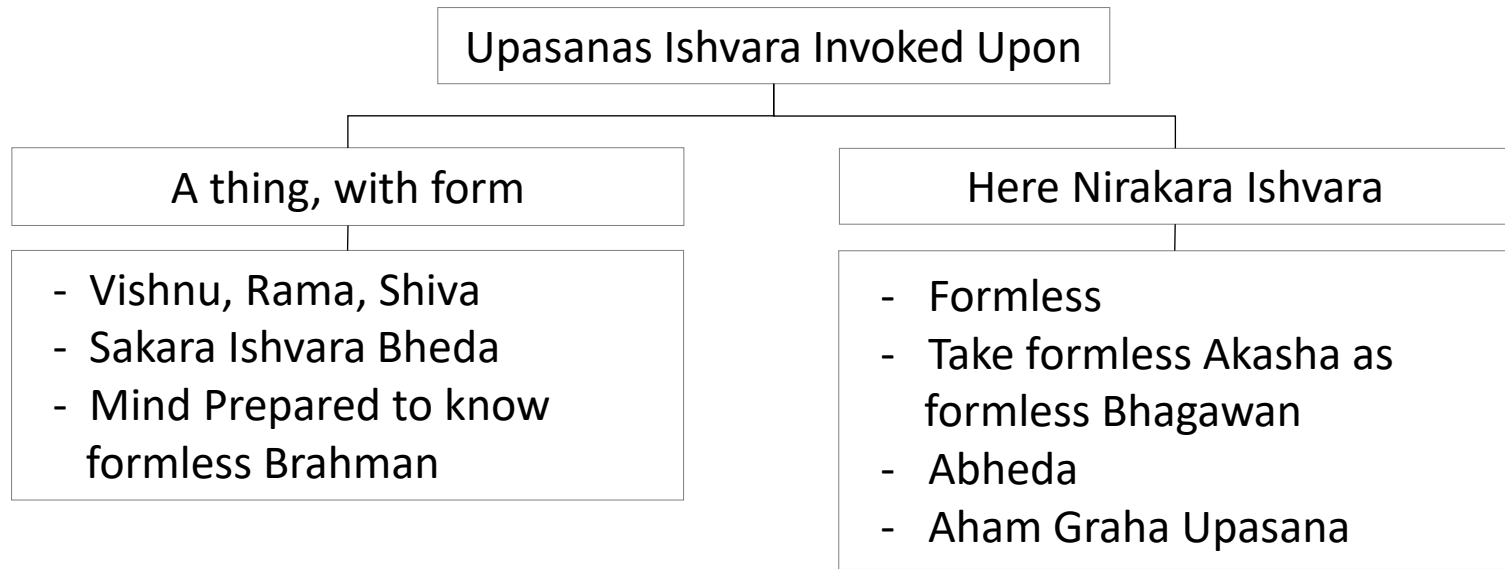 Upasanas Ishvara Invoked Upon
A thing, with form
- Vishnu, Rama, Shiva
- Sakara Ishvara Bheda
- Mind Prepared to know
formless Brahman
Here Nirakara Ishvara
- Formless
- Take formless Akasha as
formless Bhagawan
- Abheda
- Aham Graha Upasana